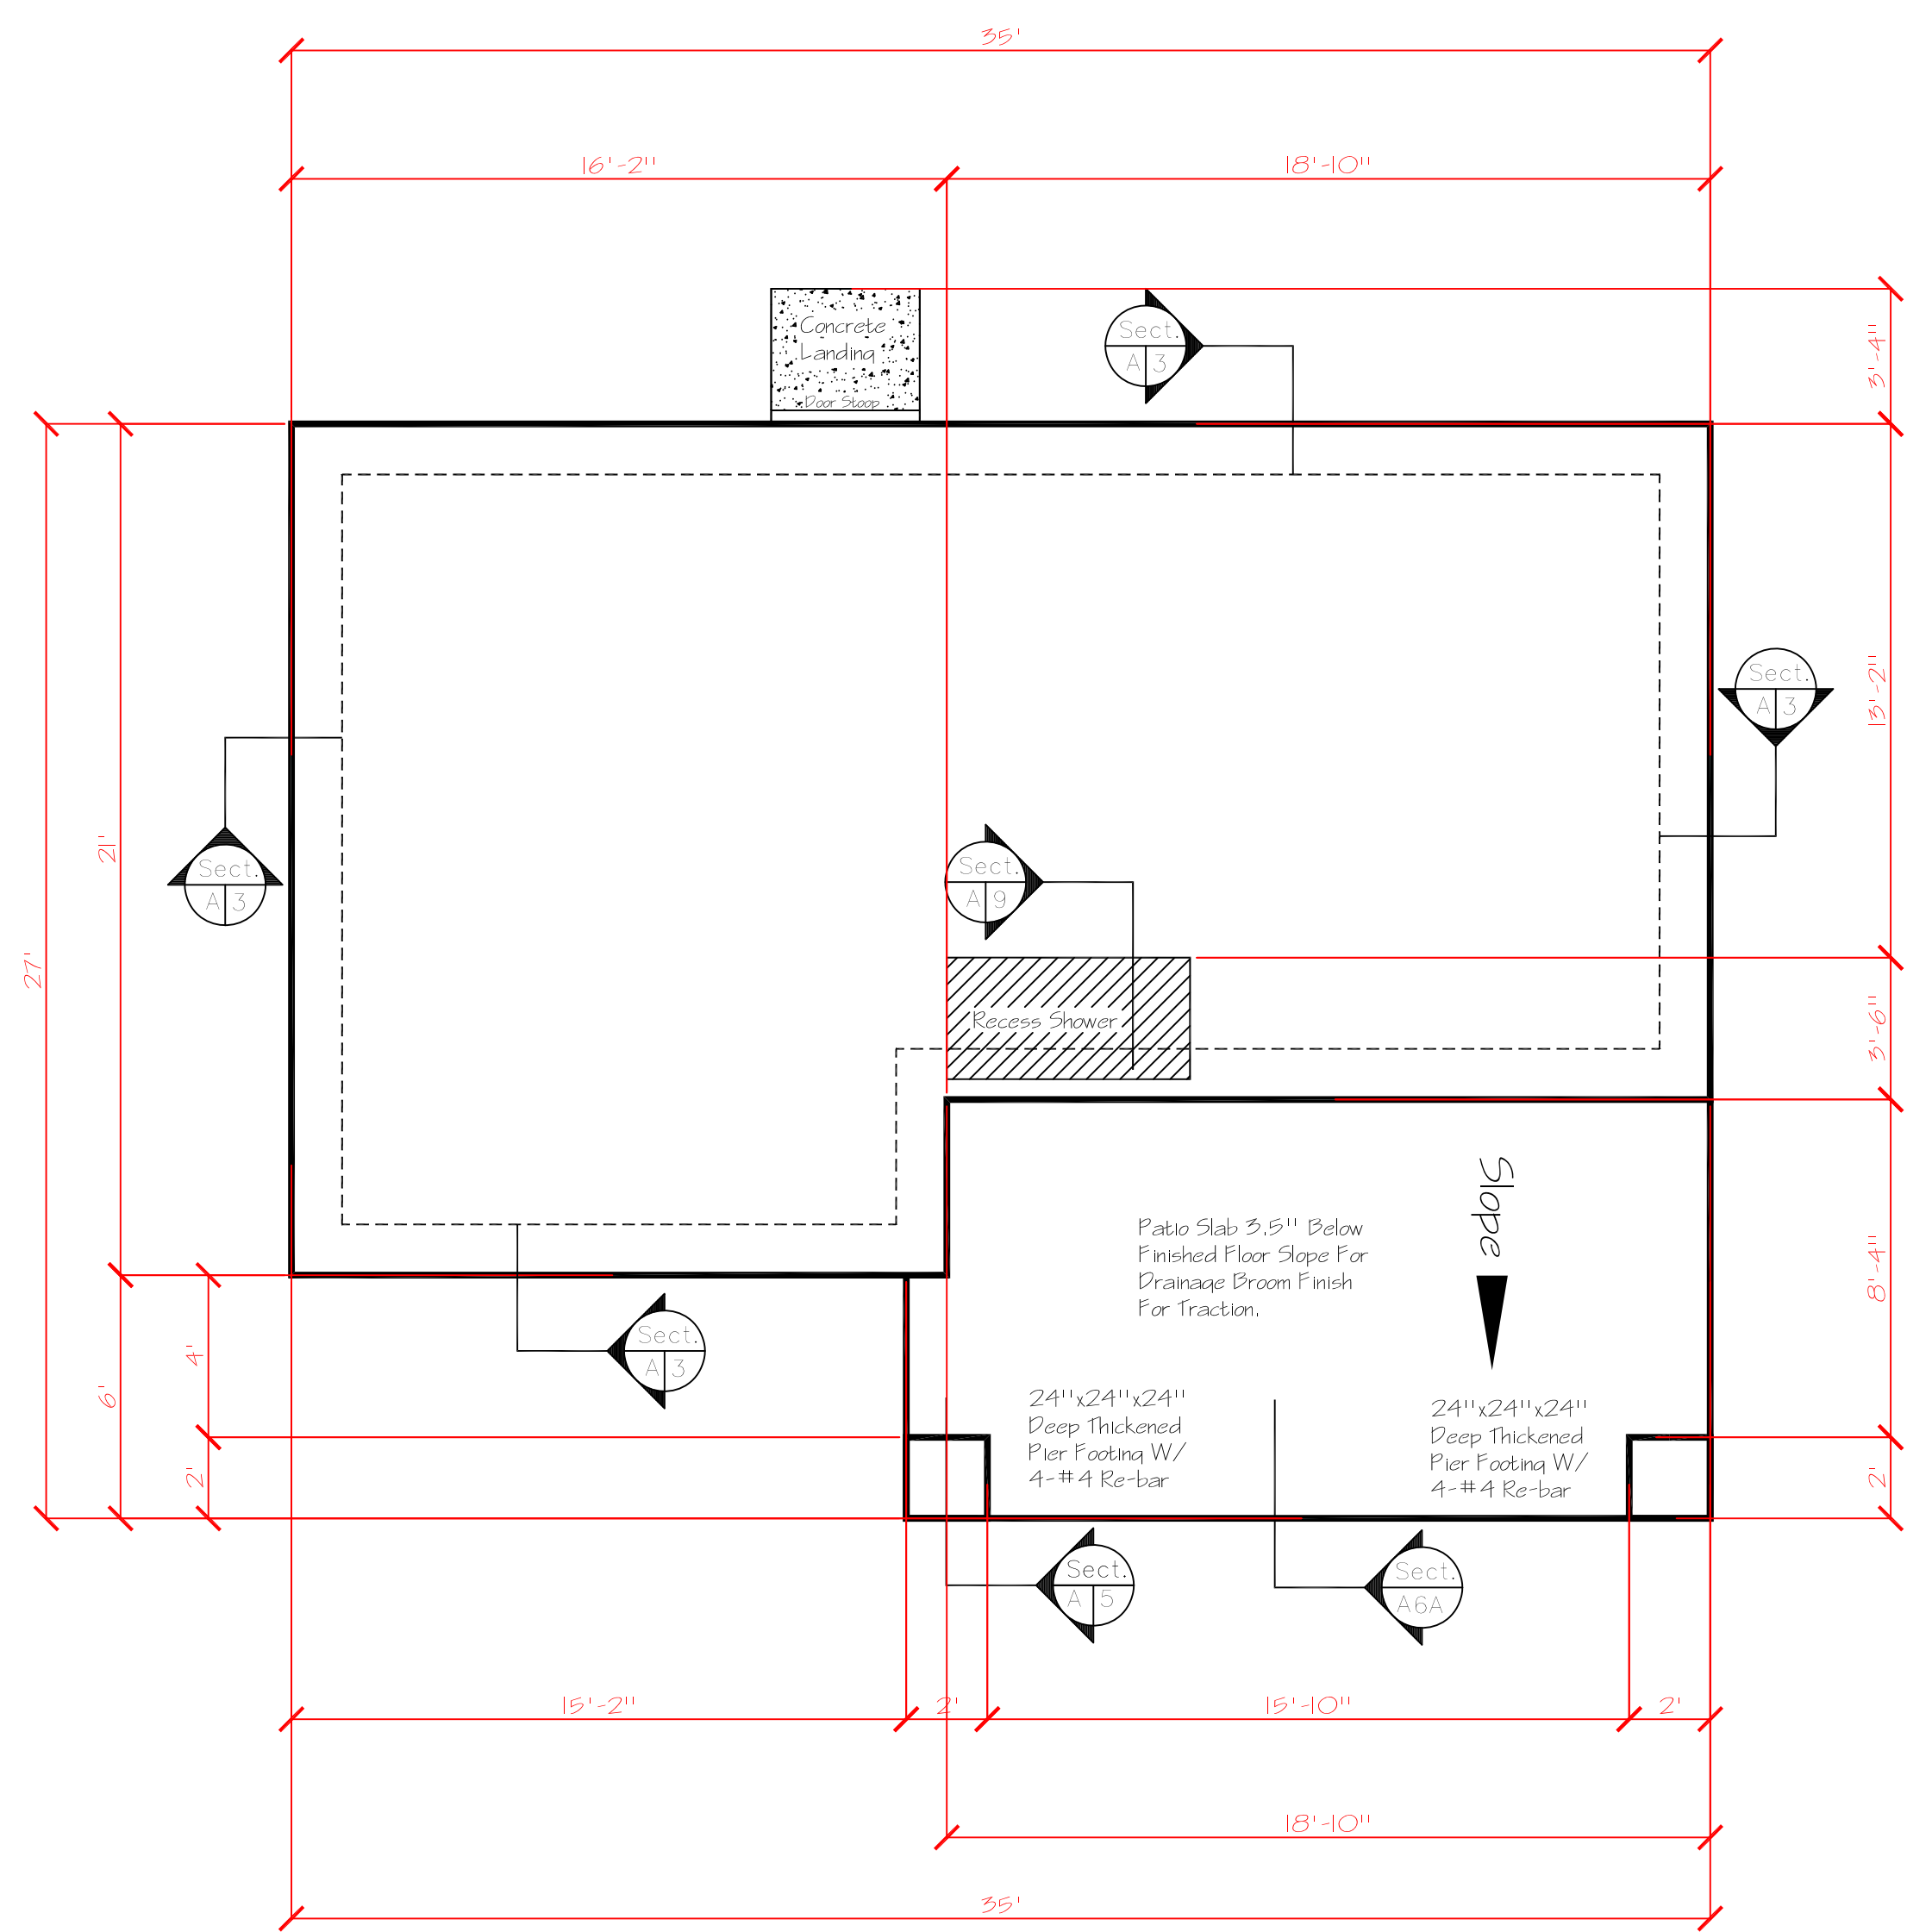 35'
16'-2"
18'-10"
Concrete
Landing
Door Stoop
Sect.
A 3
3'-4"
Sect.
A 3
13'-2"
21'
Sect.
A 3
Sect.
A 9
27'
Recess Shower
3'-6"
Slope
Patio Slab 3.5" Below
Finished Floor Slope For
Drainage Broom Finish
For Traction.
8'-4"
Sect.
A 3
4'
6'
24"x24"x24"
Deep Thickened
Pier Footing W/
4-#4 Re-bar
24"x24"x24"
Deep Thickened
Pier Footing W/
4-#4 Re-bar
2'
2'
Sect.
A 5
Sect.
A6A
15'-2"
2'
15'-10"
2'
18'-10"
35'